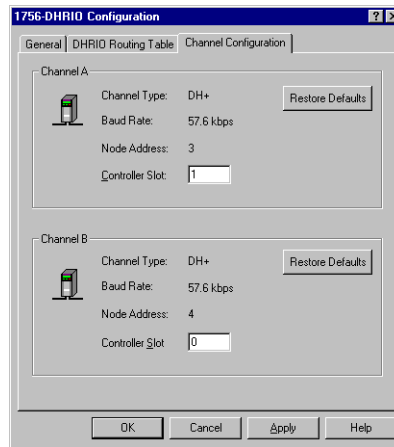 1756-DHRIO Configuration
General DHRIO Routing Table Channel Configuration
Channel A
Channel Type: DH+ Restore Defaults
Baud Rate: 57.6 kbps
Node Address: 3
Controller Slot: 1
Channel B
Channel Type: DH+ Restore Defaults
Baud Rate: 57.6 kbps
Node Address: 4
Controller Slot 0
OK Cancel Apply Help